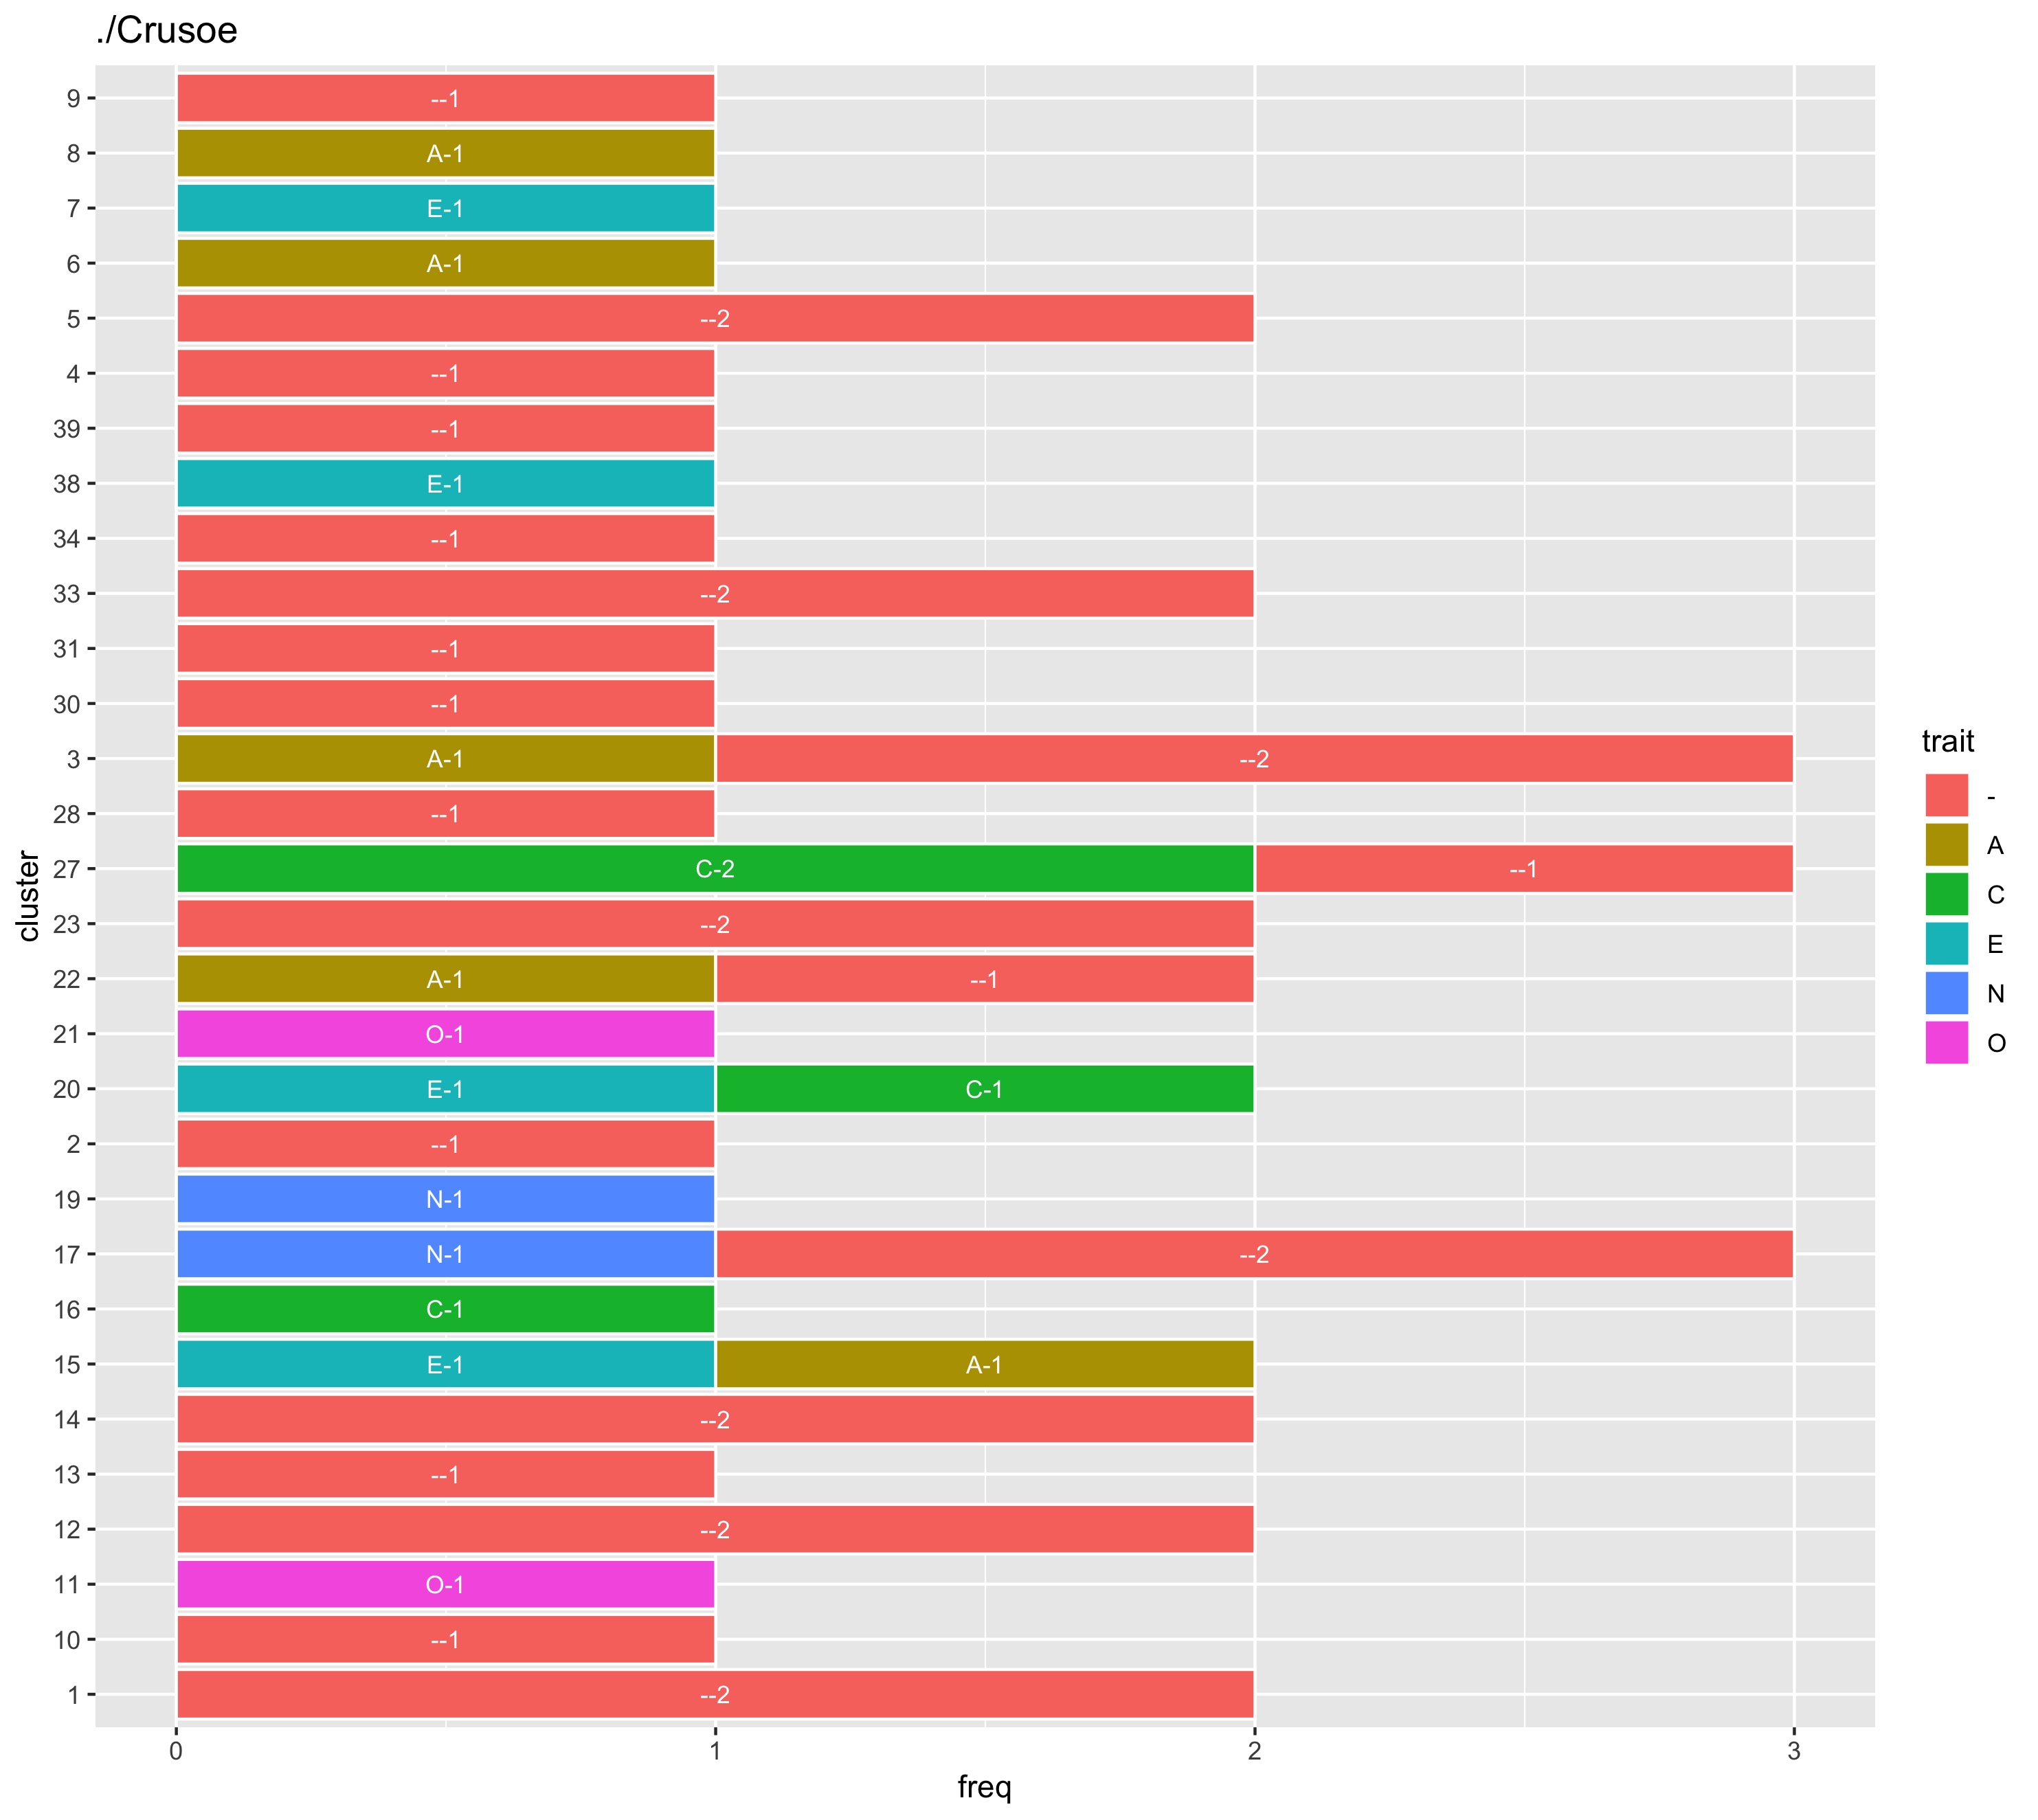 ./Crusoe
9
--1
8
A-1
7
E-1
6
A-1
5
--2
4
--1
39
--1
38
E-1
34
--1
33
--2
31
--1
30
--1
3
A-1 --2
28
--1
27
C-2 --1
23
--2
22
A-1 --1
21
O-1
20
E-1 C-1
2
--1
19
N-1
17
N-1 --2
16
C-1
15
E-1 A-1
14
--2
13
--1
12
--2
11
O-1
10
--1
1
--2
cluster
0 1 2 3
freq
trait
-
A
C
E
N
O